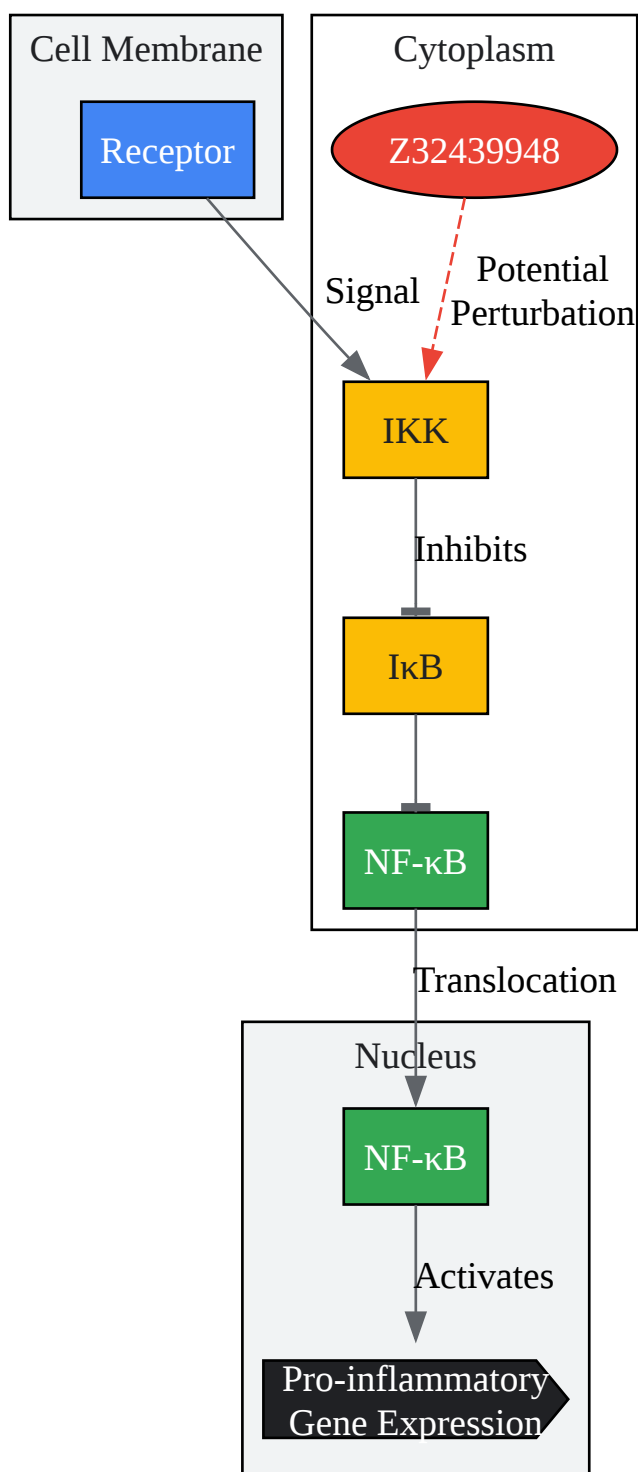 Cell Membrane
Cytoplasm
Receptor
Z32439948
Signal
Potential
Perturbation
IKK
Inhibits
IκB
NF-κB
Translocation
Nucleus
NF-κB
Activates
Pro-inflammatory
Gene Expression